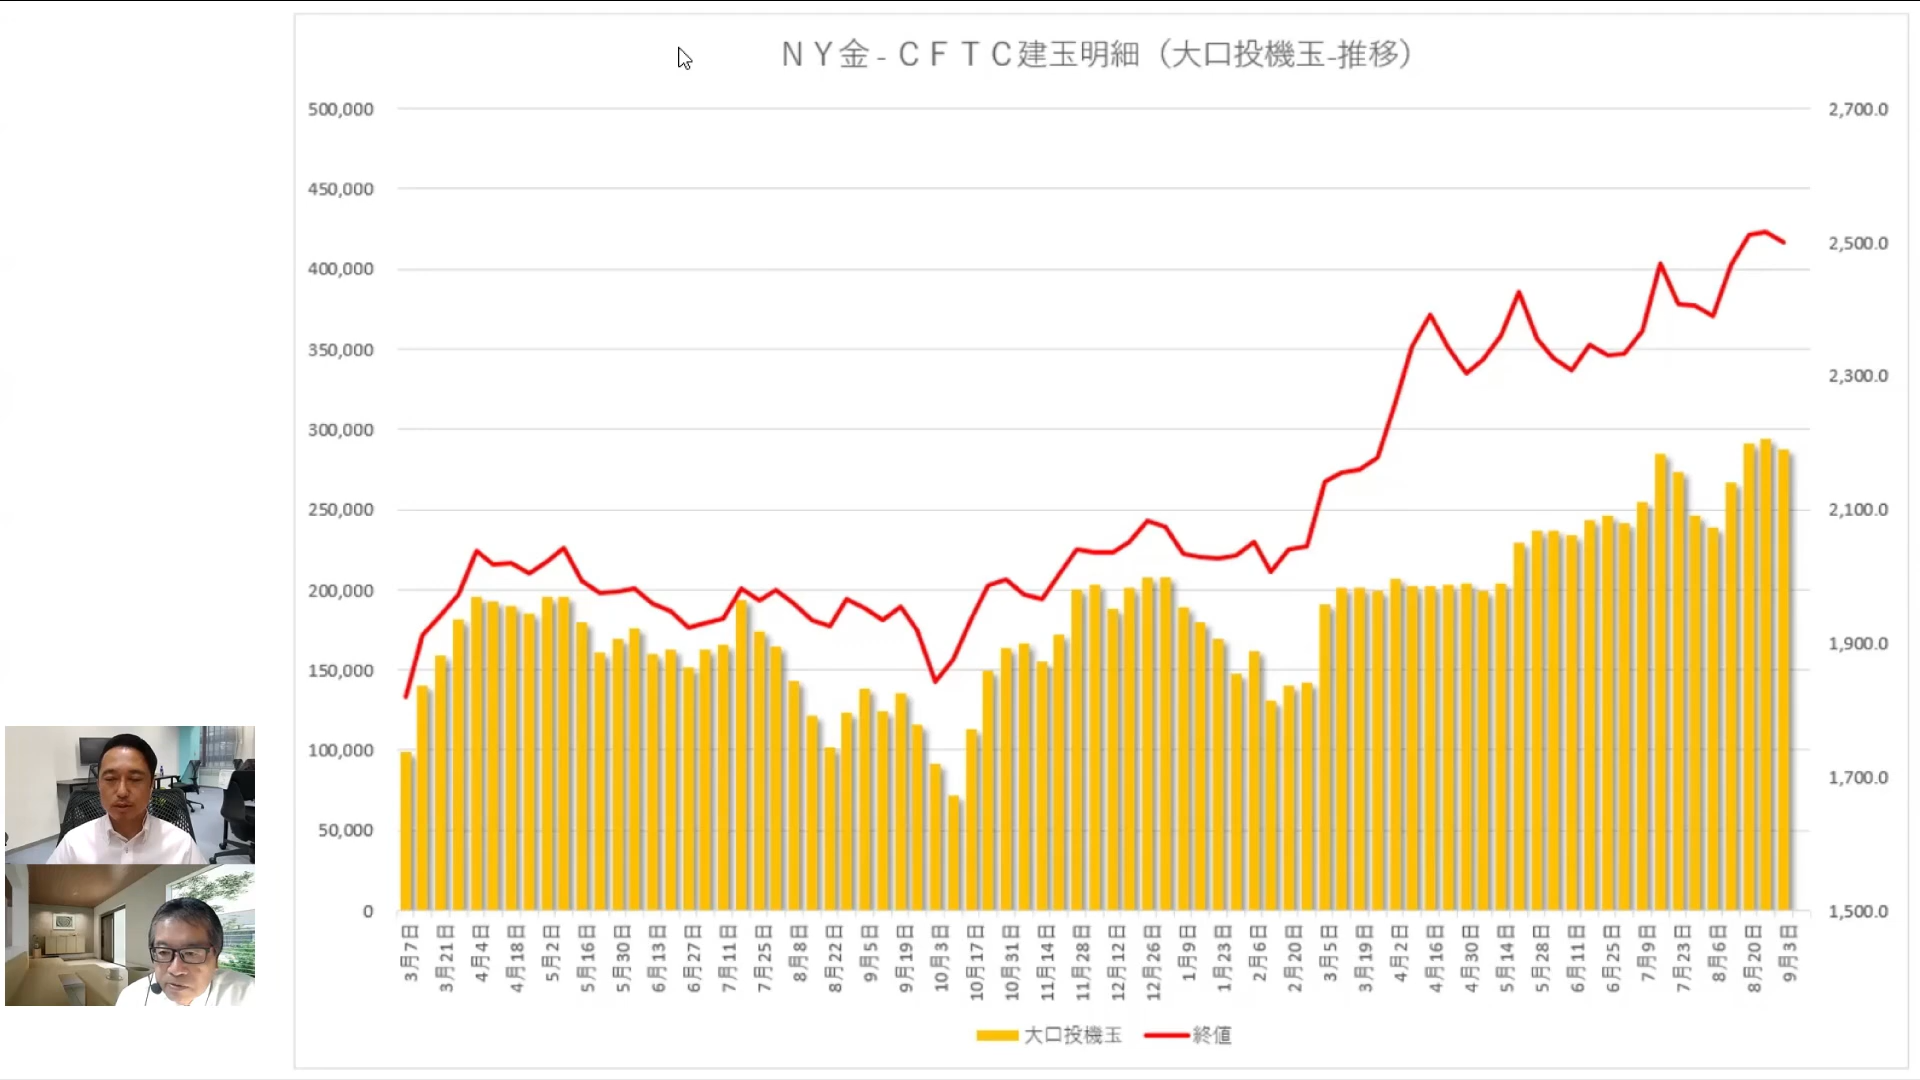 ＮＹ金 - ＣＦＴＣ建玉明細（大口投機玉-推移）
500,000
450,000
400,000
350,000
300,000
250,000
200,000
150,000
100,000
50,000
0
2,700.0
2,500.0
2,300.0
2,100.0
1,900.0
1,700.0
1,500.0
3月7日
3月21日
4月4日
4月18日
5月2日
5月16日
5月30日
6月13日
6月27日
7月11日
7月25日
8月8日
8月22日
9月5日
9月19日
10月3日
10月17日
10月31日
11月14日
11月28日
12月12日
12月26日
1月9日
1月23日
2月6日
2月20日
3月5日
3月19日
4月2日
4月16日
4月30日
5月14日
5月28日
6月11日
6月25日
7月9日
7月23日
8月6日
8月20日
9月3日
大口投機玉 終値